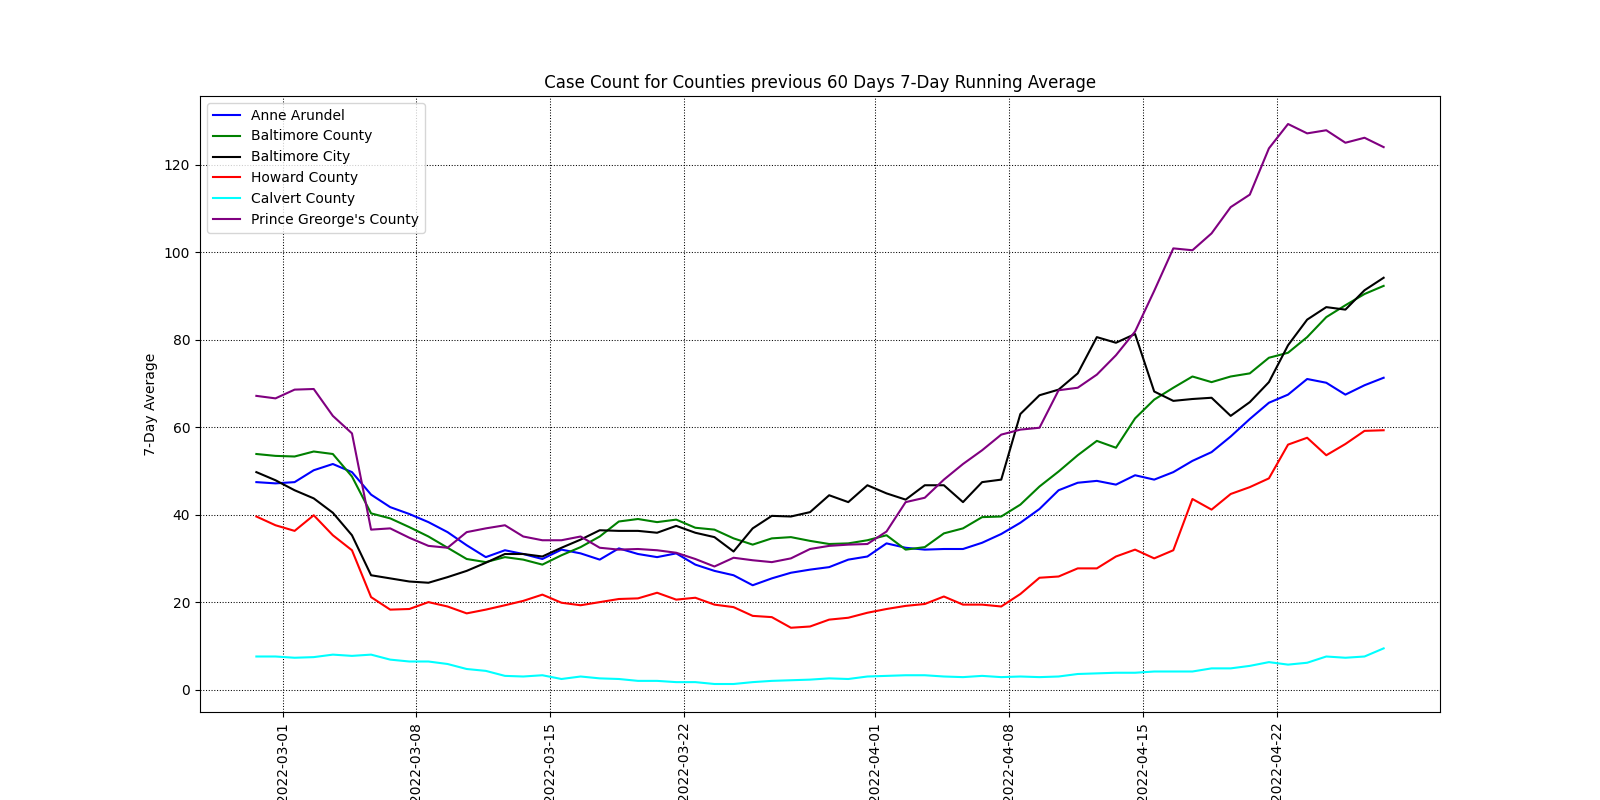 Case Count for Counties previous 60 Days 7-Day Running Average
Anne Arundel
Baltimore County
Baltimore City
Howard County
Calvert County
Prince Greorge's County
7-Day Average
120
100
80
60
40
20
0
2022-03-01
2022-03-08
2022-03-15
2022-03-22
2022-04-01
2022-04-08
2022-04-15
2022-04-22